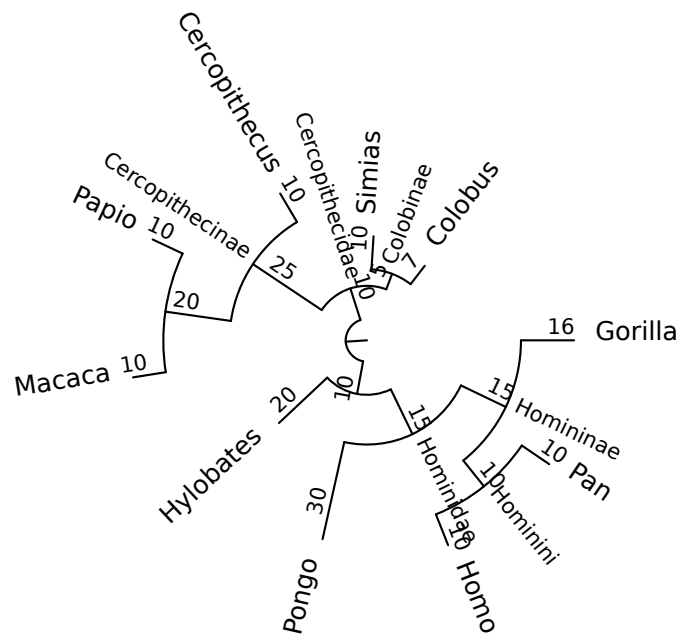 Gorilla
16
Homininae
15
Pan
10
Hominini
10
Homo
10
Hominidae
15
Pongo
30
Hylobates
20
10
Macaca
10
Papio
10
20
Cercopithecinae
25
Cercopithecus
10
Cercopithecidae
10
Simias
10
Colobinae
5
Colobus
7